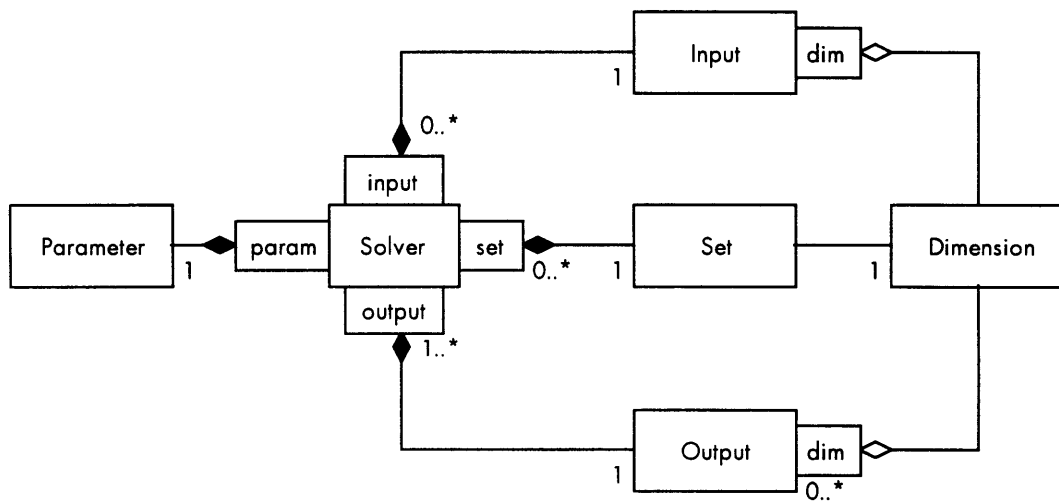 Input
dim
1
0..*
input
Parameter
1
param
Solver
set
0..*
1
Set
1
Dimension
output
1..*
1
Output
dim
0..*